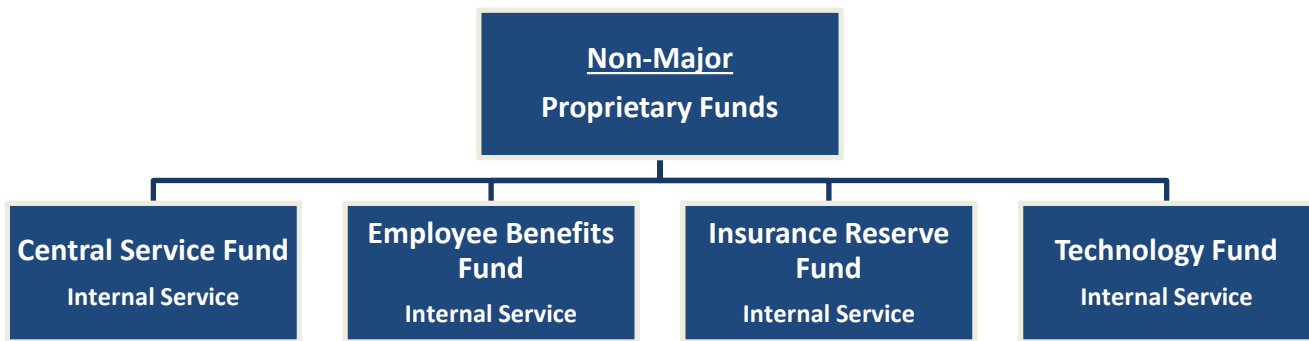 Non-Major
Proprietary Funds
Central Service Fund
Internal Service
Employee Benefits
Fund
Internal Service
Insurance Reserve
Fund
Internal Service
Technology Fund
Internal Service